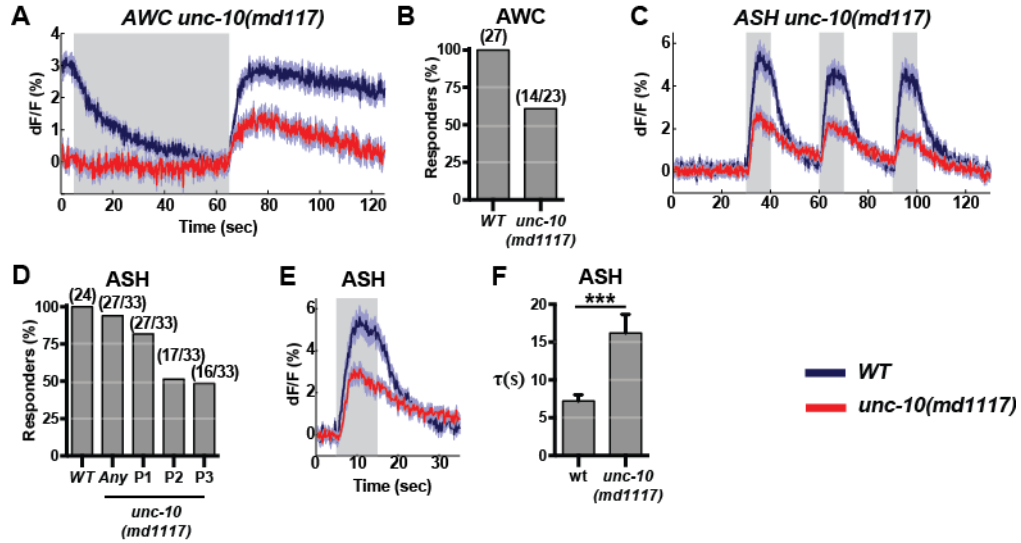 A
AWC unc-10(md117)
4
3
2
1
0
dF/F (%)
0 20 40 60 80 100 120
Time (sec)
B
AWC
(27)
(14/23)
100
75
50
25
0
Responders (%)
WT unc-10
(md1117)
C
ASH unc-10(md117)
6
4
2
0
dF/F (%)
0 20 40 60 80 100 120
Time (sec)
D
ASH
(24) (27/33)
(27/33)
(17/33)
(16/33)
100
75
50
25
0
Responders (%)
WT Any P1 P2 P3
unc-10
(md1117)
E
ASH
6
4
2
0
dF/F (%)
0 10 20 30
Time (sec)
F
ASH
***
20
15
10
5
0
τ(s)
wt unc-10
(md1117)
WT
unc-10(md1117)